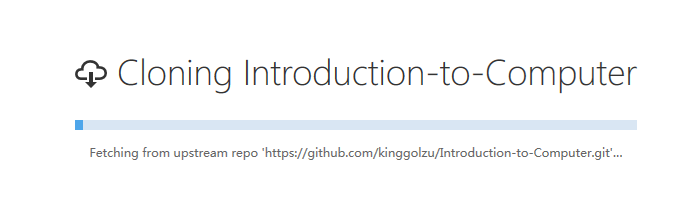 Cloning Introduction-to-Computer
Fetching from upstream repo 'https://github.com/kinggolzu/Introduction-to-Computer.git'...